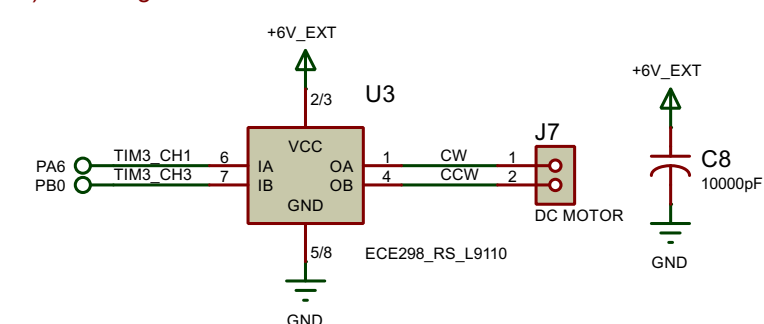 +6V_EXT
2/3
U3
VCC
PA6
TIM3_CH1
6
IA
OA
1
CW
1
J7
PB0
TIM3_CH3
7
IB
OB
4
CCW
2
GND
DC MOTOR
5/8
ECE298_RS_L9110
GND
+6V_EXT
C8
10000pF
GND